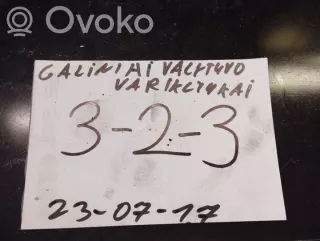 Ovoko
GALINIAI VALYTUVO
VARIKLIUKAI
3-2-3
23-07-17